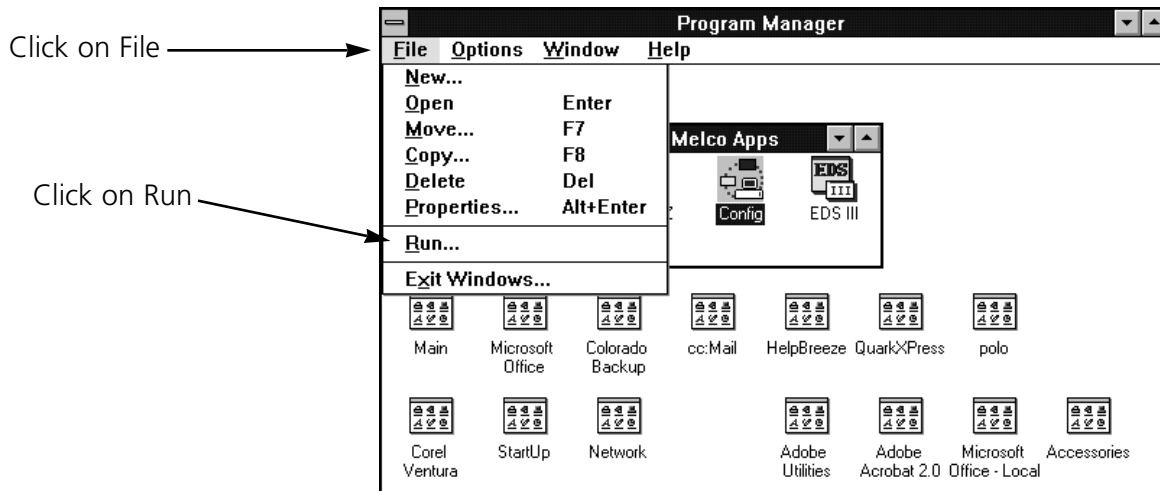 Program Manager
Click on File
File Options Window Help
New...
Open Enter
Move... F7
Copy... F8
Delete Del
Properties... Alt+Enter
Click on Run
Run...
Exit Windows...
Melco Apps
Config
EDS
III
EDS III
Main
Microsoft
Office
Colorado
Backup
cc:Mail
HelpBreeze
QuarkXPress
polo
Corel
Ventura
StartUp
Network
Adobe
Utilities
Adobe
Acrobat 2.0
Microsoft
Office - Local
Accessories